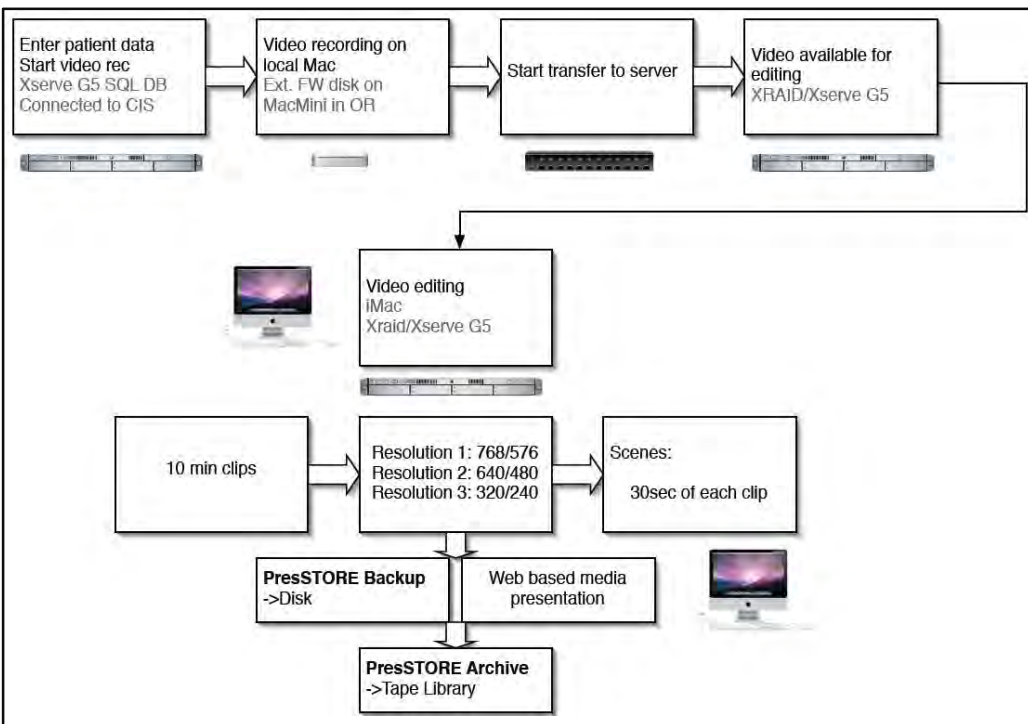 Enter patient data
Start video rec
Xserve G5 SQL DB
Connected to CIS
Video recording on
local Mac
Ext. FW disk on
MacMini in OR
Start transfer to server
Video available for
editing
XRAID/Xserve G5
Video editing
iMac
Xraid/Xserve G5
10 min clips
Resolution 1: 768/576
Resolution 2: 640/480
Resolution 3: 320/240
Scenes:
30sec of each clip
PresSTORE Backup
->Disk
Web based media
presentation
PresSTORE Archive
->Tape Library